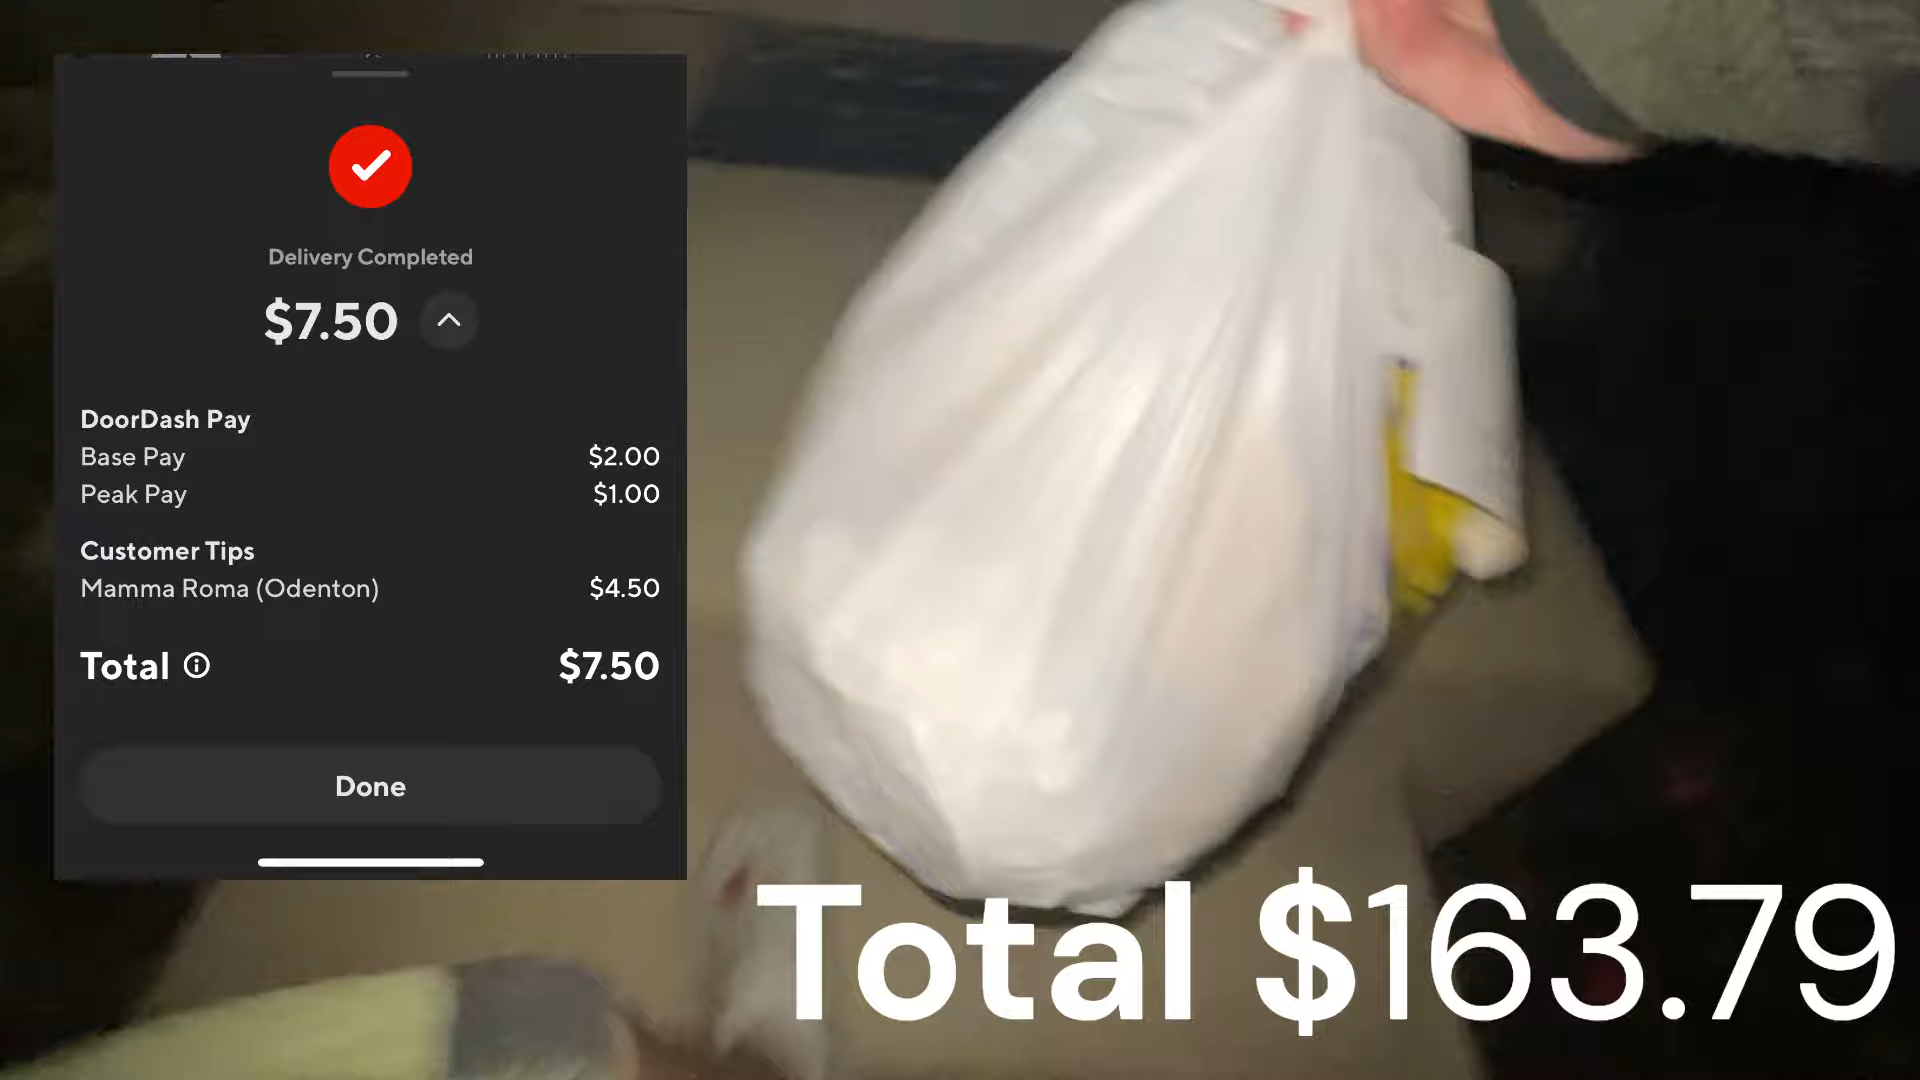 Delivery Completed
$7.50
DoorDash Pay
Base Pay $2.00
Peak Pay $1.00
Customer Tips
Mamma Roma (Odenton) $4.50
Total $7.50
Done
Total $163.79